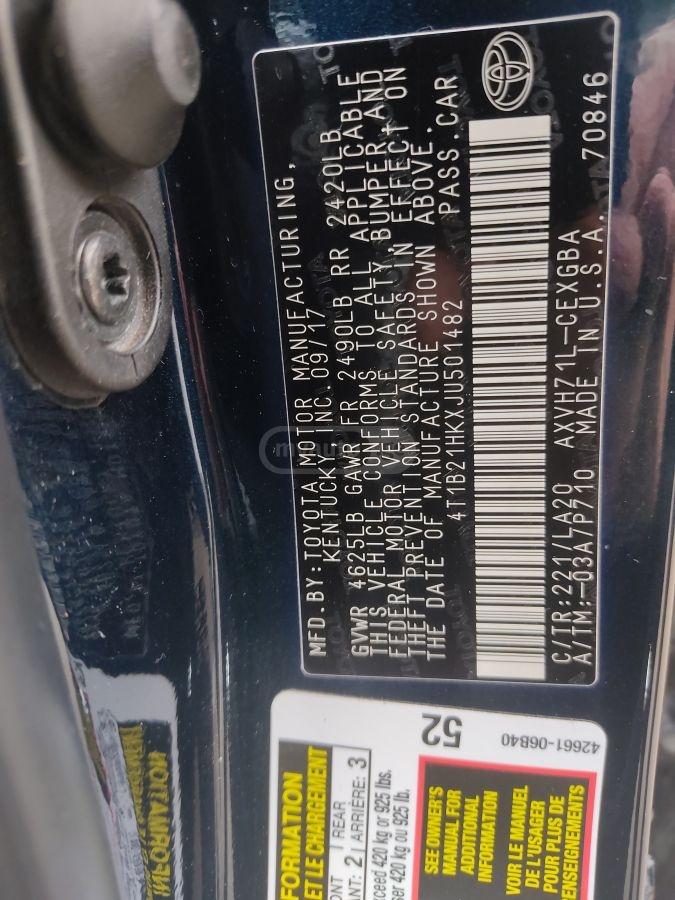 MFD.BY:TOYOTA MOTOR MANUFACTURING,
KENTUCKY, INC. 09/17
GVWR 4625LB GAWR FR 2490LB RR 2420LB
THIS VEHICLE CONFORMS TO ALL APPLICABLE
FEDERAL MOTOR VEHICLE SAFETY, BUMPER AND
THEFT PREVENTION STANDARDS IN EFFECT ON
THE DATE OF MANUFACTURE SHOWN ABOVE.
4T1B21HKXJU501482 PASS.CAR
C/TR:221/LA20 AXVH71L-CEXGBA
A/TM:-03A/P710 MADE IN U.S.A. 70846
52
42661-06B40
FORMATION
ET LE CHARGEMENT
ONT 2 REAR 3
ANT: ARRIÈRE:
xceed 420 kg or 925 lbs.
ser 420 kg ou 925 lb.
SEE OWNER'S
MANUAL FOR
ADDITIONAL
INFORMATION
VOIR LE MANUEL
DE L'USAGER
POUR PLUS DE
RENSEIGNEMENTS